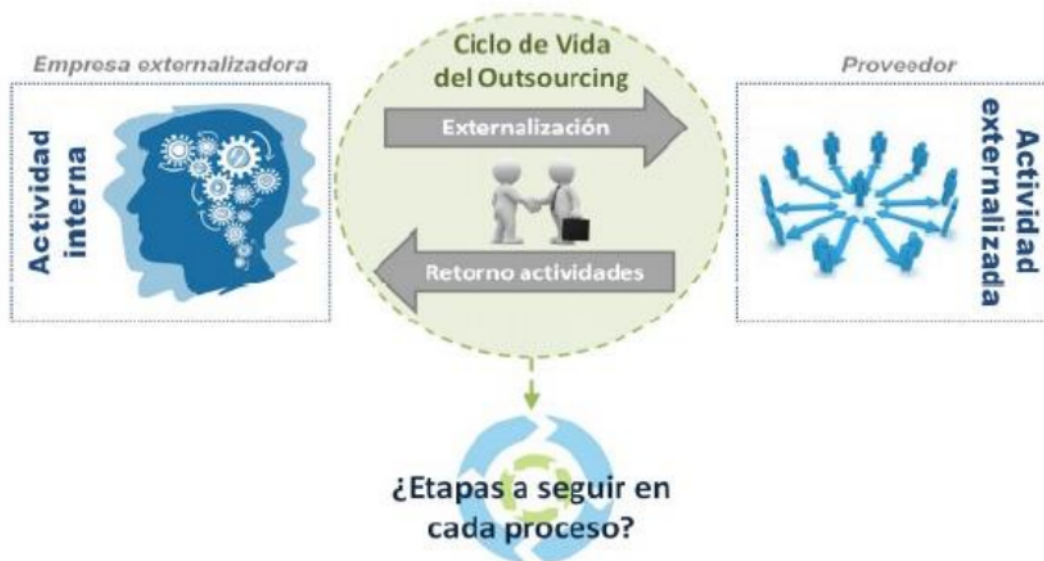 Empresa externalizadora
Actividad
interna
Ciclo de Vida
del Outsourcing
Externalización
Retorno actividades
Proveedor
Actividad
externalizada
¿Etapas a seguir en
cada proceso?